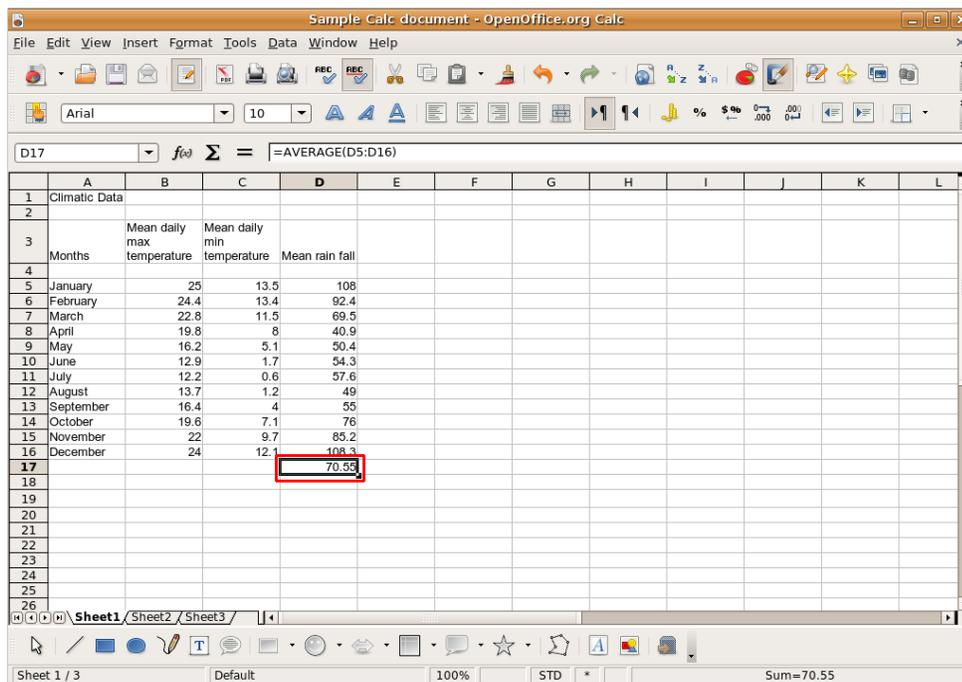 Sample Calc document - OpenOffice.org Calc
File Edit View Insert Format Tools Data Window Help
PDF ABC ABC A Z Z A
Arial 10 A A A % $% 0→ .000 .000 0↵
D17 f(x) Σ = =AVERAGE(D5:D16)
A B C D E F G H I J K L
1 Climatic Data
2
3 Months Mean daily max temperature Mean daily min temperature Mean rain fall
4
5 January 25 13.5 108
6 February 24.4 13.4 92.4
7 March 22.8 11.5 69.5
8 April 19.8 8 40.9
9 May 16.2 5.1 50.4
10 June 12.9 1.7 54.3
11 July 12.2 0.6 57.6
12 August 13.7 1.2 49
13 September 16.4 4 55
14 October 19.6 7.1 76
15 November 22 9.7 85.2
16 December 24 12.1 108.3
17 70.55
18
19
20
21
22
23
24
25
26
Sheet1 Sheet2 Sheet3
T A
Sheet 1 / 3 Default 100% STD * Sum=70.55